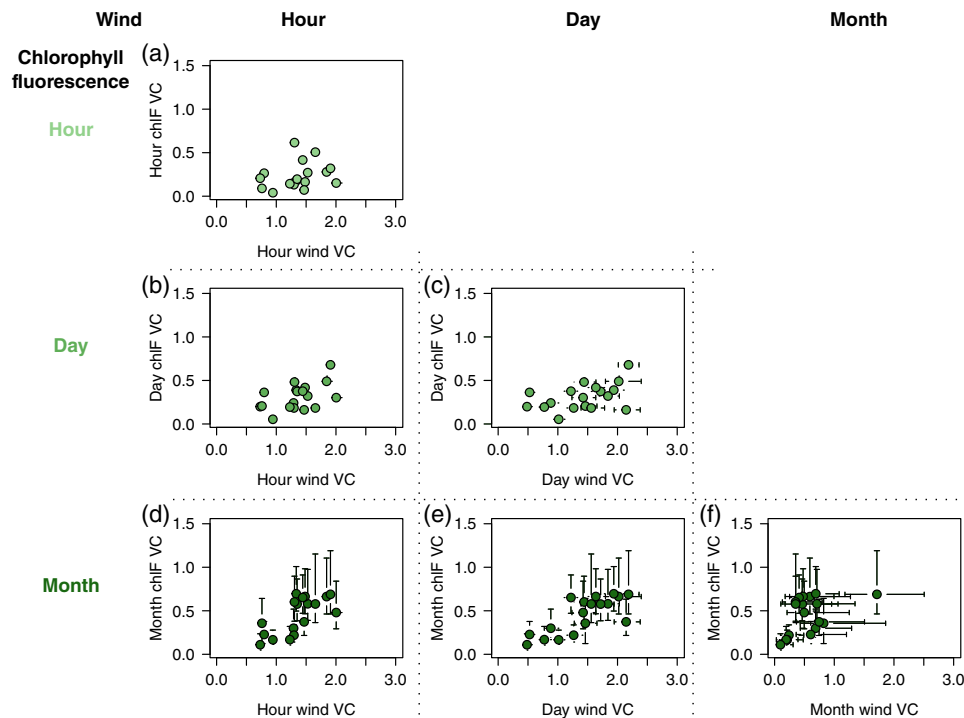 Wind Hour Day Month
Chlorophyll
fluorescence
Hour
(a)
1.5
1.0
0.5
0.0
Hour chlF VC
0.0 1.0 2.0 3.0
Hour wind VC
Day
(b)
1.5
1.0
0.5
0.0
Day chlF VC
0.0 1.0 2.0 3.0
Hour wind VC
(c)
1.5
1.0
0.5
0.0
Day chlF VC
0.0 1.0 2.0 3.0
Day wind VC
Month
(d)
1.5
1.0
0.5
0.0
Month chlF VC
0.0 1.0 2.0 3.0
Hour wind VC
(e)
1.5
1.0
0.5
0.0
Month chlF VC
0.0 1.0 2.0 3.0
Day wind VC
(f)
1.5
1.0
0.5
0.0
Month chlF VC
0.0 1.0 2.0 3.0
Month wind VC